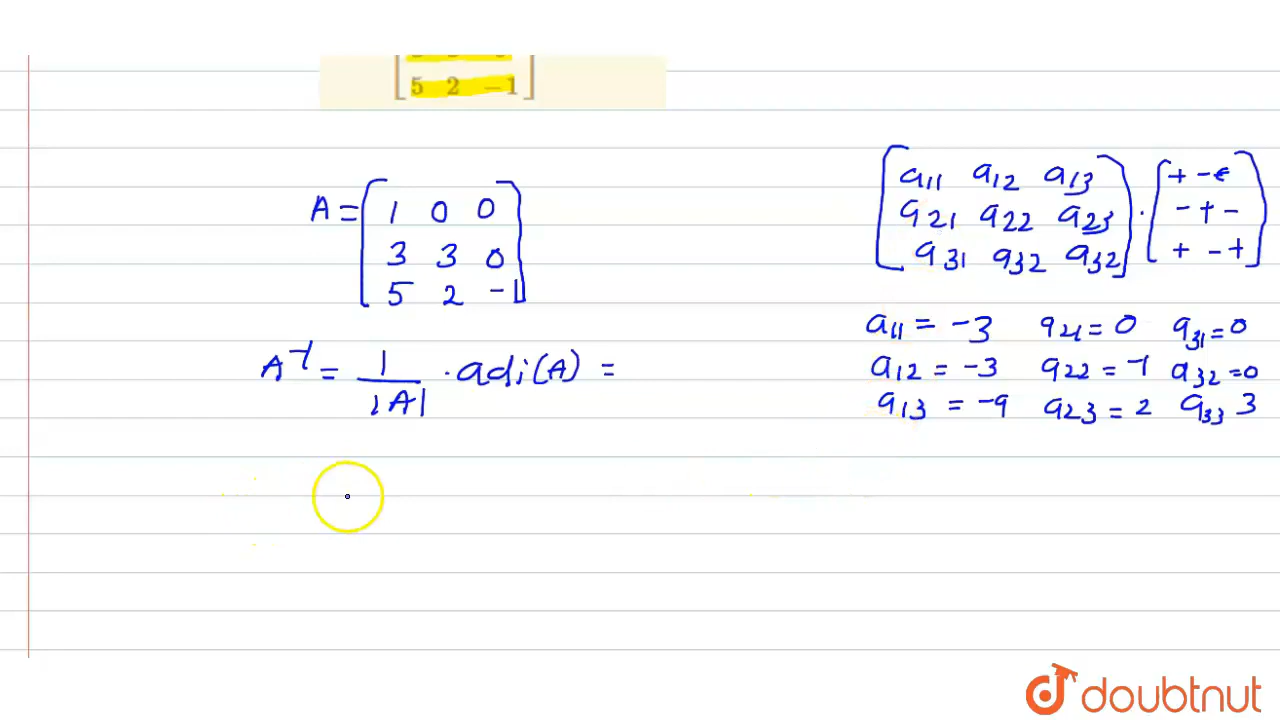 5 2 -1
A = 1 0 0
3 3 0
5 2 -1
A⁻¹ = 1/|A| . adj(A) =
a11 a12 a13 . + - +
a21 a22 a23 - + -
a31 a32 a32 + - +
a11 = -3 a21 = 0 a31 = 0
a12 = -3 a22 = -1 a32 = 0
a13 = -9 a23 = 2 a33 3
doubtnut